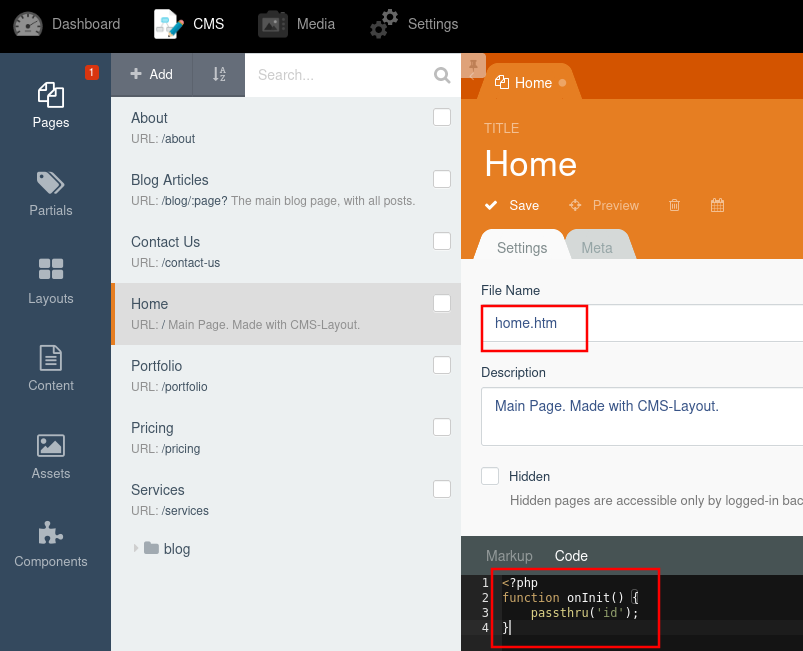 Dashboard CMS Media Settings
1
Pages
Partials
Layouts
Content
Assets
Components
+ Add
Search...
About
URL: /about
Blog Articles
URL: /blog/:page? The main blog page, with all posts.
Contact Us
URL: /contact-us
Home
URL: / Main Page. Made with CMS-Layout.
Portfolio
URL: /portfolio
Pricing
URL: /pricing
Services
URL: /services
blog
Home
TITLE
Home
Save Preview
Settings Meta
File Name
home.htm
Description
Main Page. Made with CMS-Layout.
Hidden
Hidden pages are accessible only by logged-in bac
Markup Code
1 <?php
2 function onInit() {
3     passthru('id');
4 }